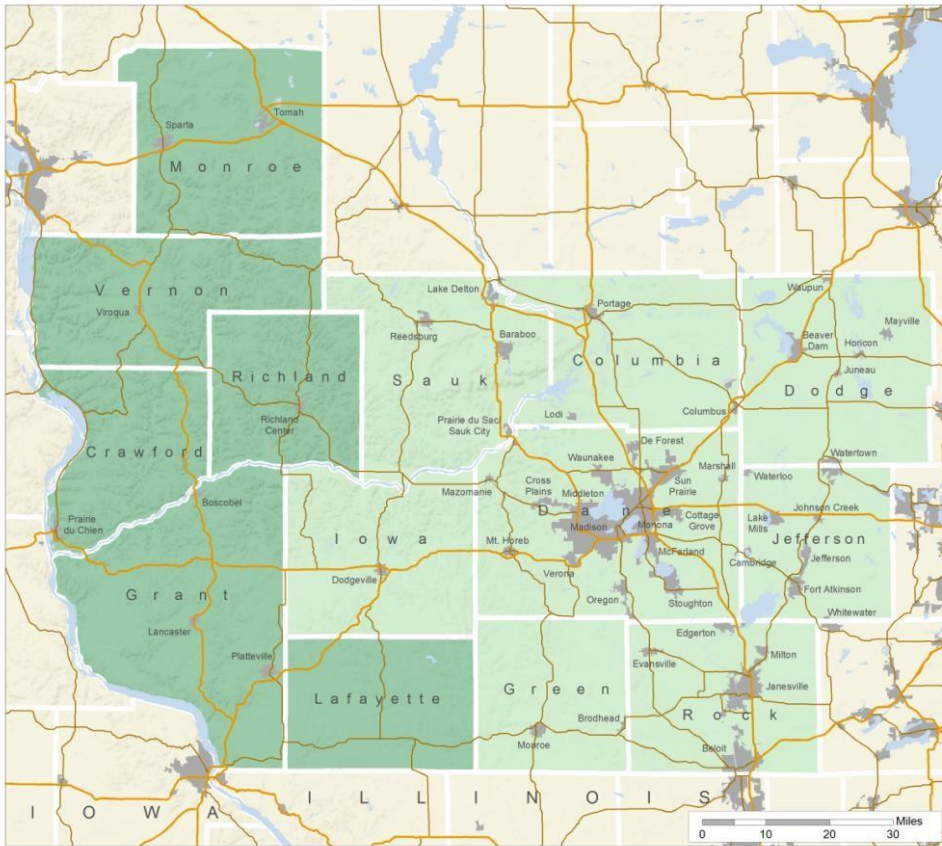 Tomah
Sparta
Monroe
Vernon
Viroqua
Lake Delton
Portage
Waupun
Mayville
Reedsburg
Baraboo
Beaver
Dam
Horicon
Juneau
Richland
Sauk
Columbia
Dodge
Richland
Center
Lodi
Columbus
Prairie du Sac
Sauk City
Crawford
De Forest
Waunakee
Marshall
Watertown
Waterloo
Sun
Prairie
Mazomanie
Cross
Plains
Middleton
Boscobel
Dane
Cottage
Grove
Lake
Mills
Johnson Creek
Prairie
du Chien
Madison
Monona
Iowa
Mt. Horeb
McFarland
Jefferson
Jefferson
Cambridge
Dodgeville
Verona
Fort Atkinson
Grant
Oregon
Stoughton
Whitewater
Lancaster
Edgerton
Platteville
Evansville
Milton
Lafayette
Green
Janesville
Rock
Brodhead
Monroe
Beloit
IOWA
ILLINOIS
Miles
0 10 20 30